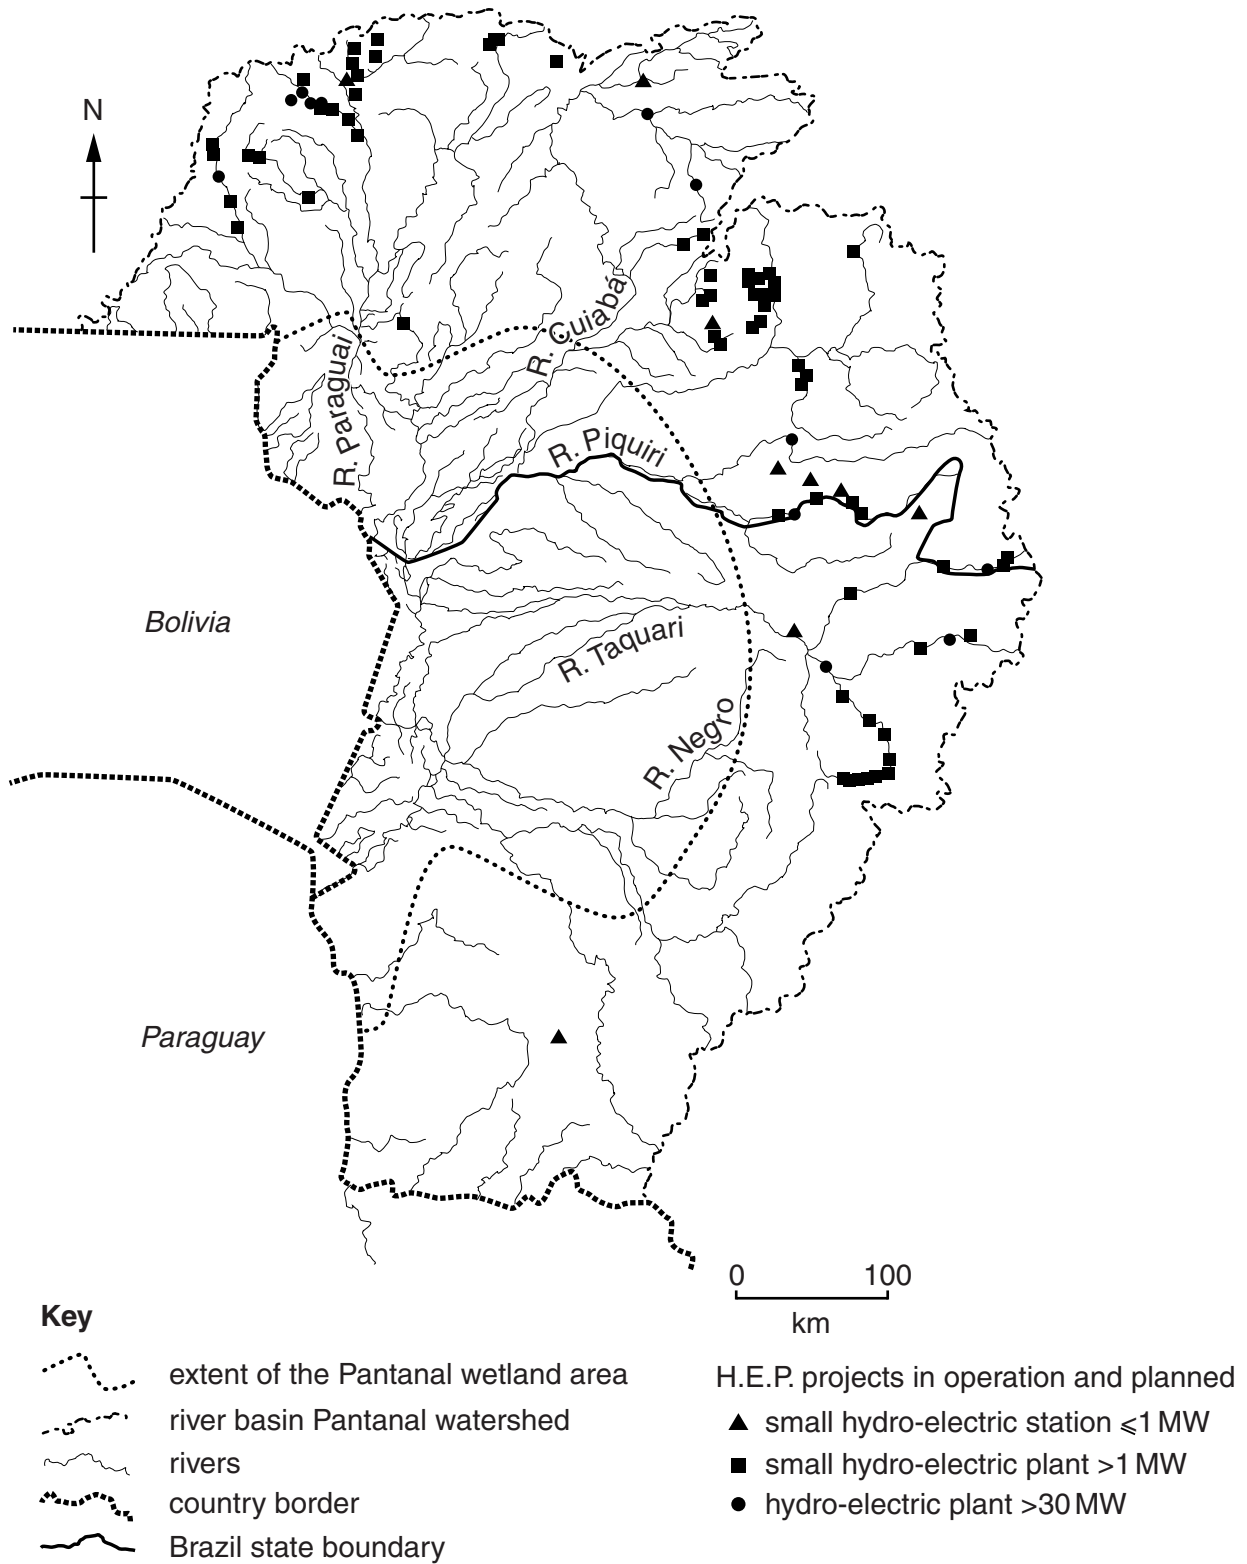 N
R. Cuiabá
R. Paraguai
R. Piquiri
Bolivia
R. Taquari
R. Negro
Paraguay
0 100
km
Key
extent of the Pantanal wetland area
river basin Pantanal watershed
rivers
country border
Brazil state boundary
H.E.P. projects in operation and planned
small hydro-electric station ⩽1 MW
small hydro-electric plant >1 MW
hydro-electric plant >30 MW